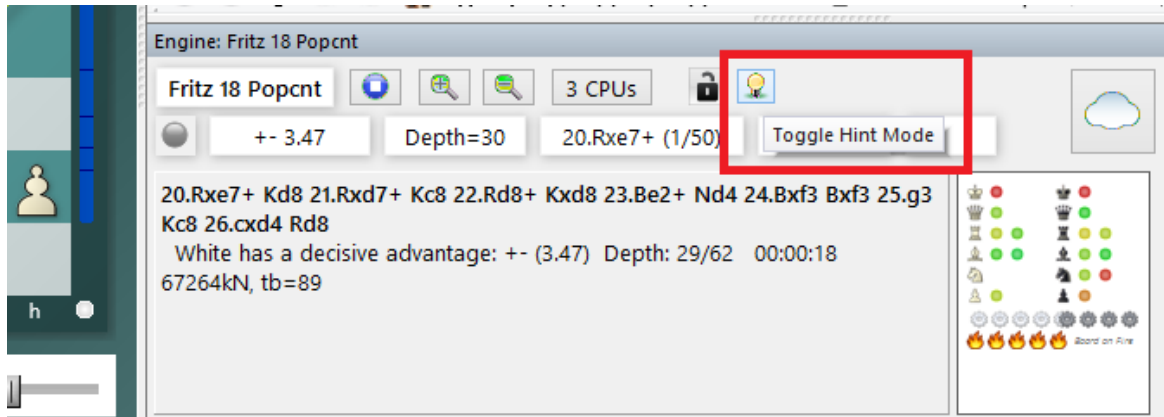 Engine: Fritz 18 Popcnt
Fritz 18 Popcnt
3 CPUs
+- 3.47
Depth=30
20.Rxe7+ (1/50)
Toggle Hint Mode
20.Rxe7+ Kd8 21.Rxd7+ Kc8 22.Rd8+ Kxd8 23.Be2+ Nd4 24.Bxf3 Bxf3 25.g3
Kc8 26.cxd4 Rd8
White has a decisive advantage: +- (3.47) Depth: 29/62 00:00:18
67264kN, tb=89
h
Board on Fire